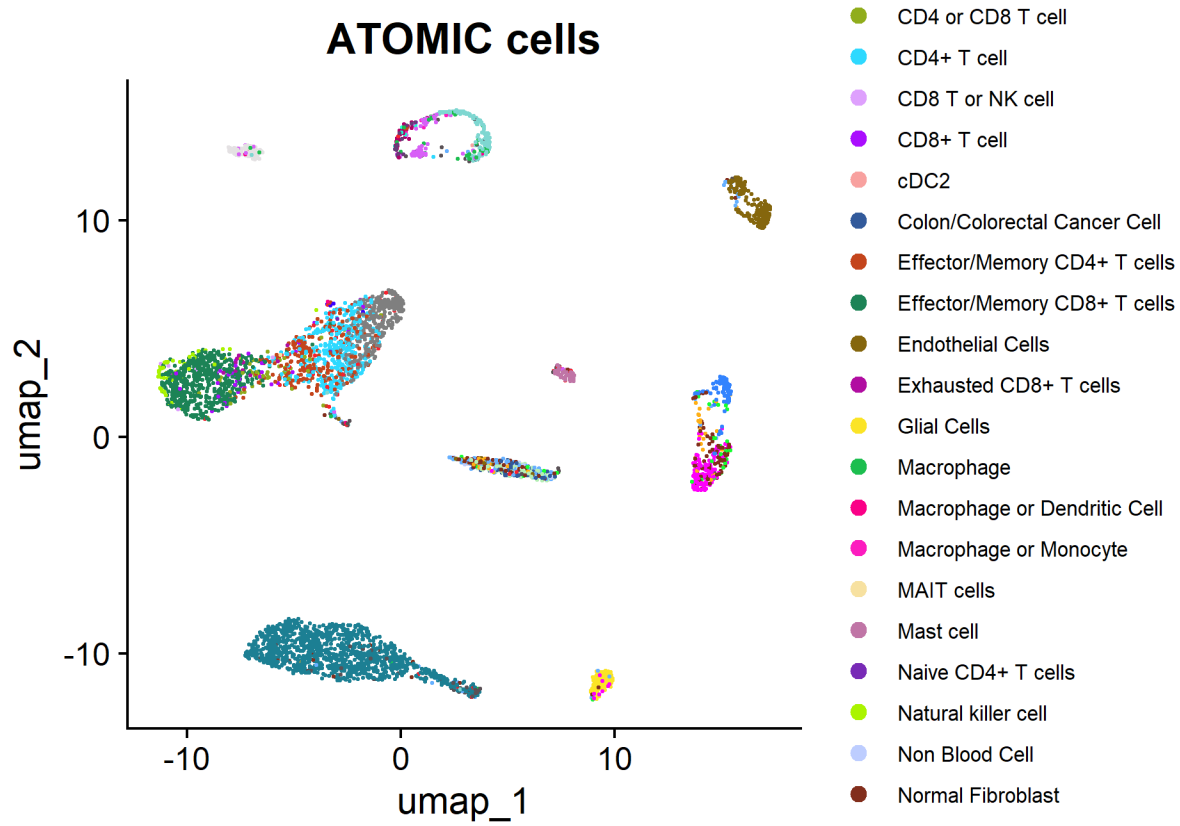 ATOMIC cells
umap_2
10
0
-10
-10
0
10
umap_1
CD4 or CD8 T cell
CD4+ T cell
CD8 T or NK cell
CD8+ T cell
cDC2
Colon/Colorectal Cancer Cell
Effector/Memory CD4+ T cells
Effector/Memory CD8+ T cells
Endothelial Cells
Exhausted CD8+ T cells
Glial Cells
Macrophage
Macrophage or Dendritic Cell
Macrophage or Monocyte
MAIT cells
Mast cell
Naive CD4+ T cells
Natural killer cell
Non Blood Cell
Normal Fibroblast